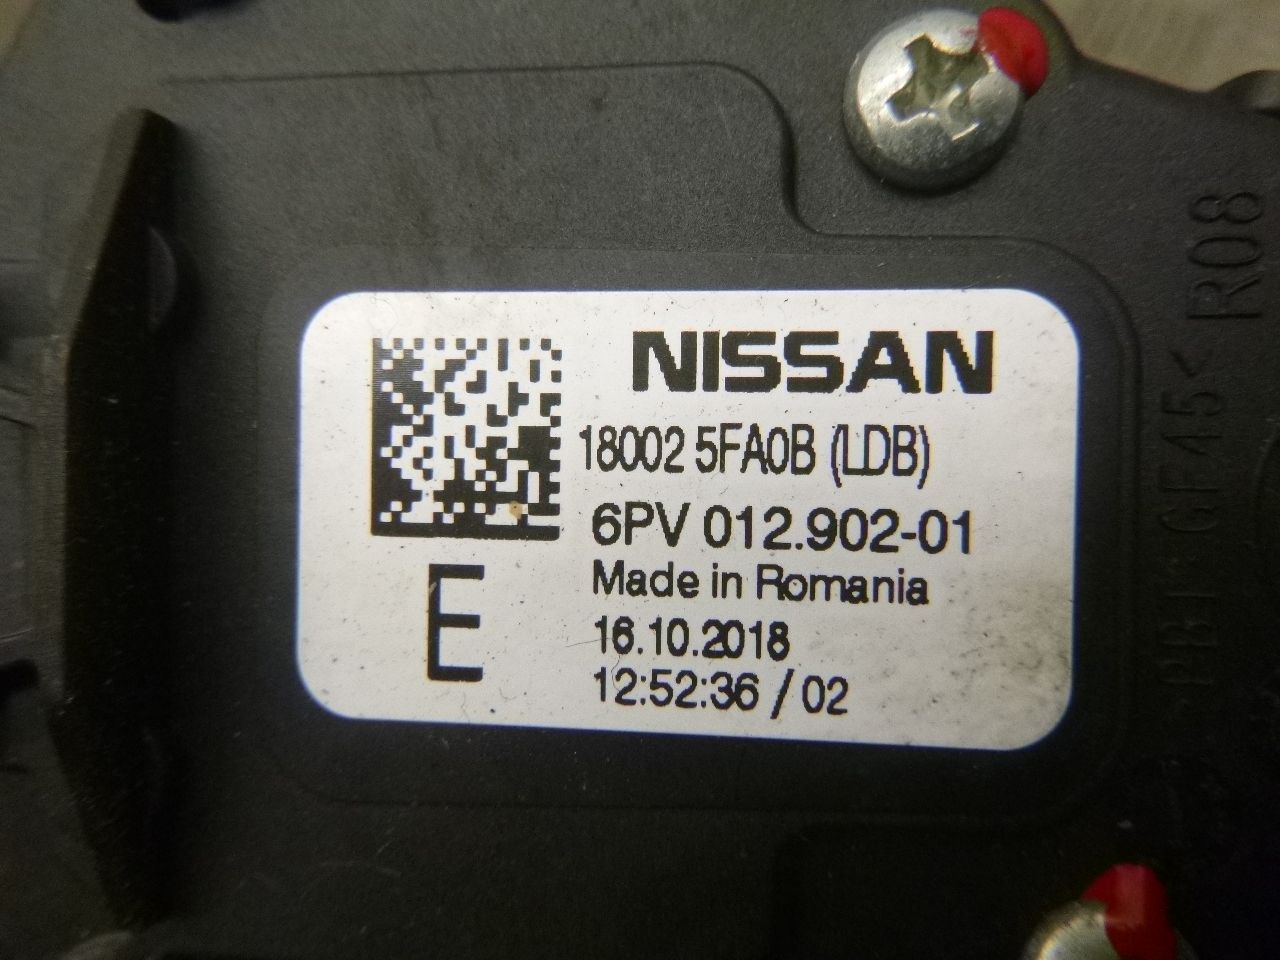 NISSAN
18002 5FA0B (LDB)
6PV 012.902-01
Made in Romania
16.10.2018
12:52:36 / 02
E
R08
GF45<